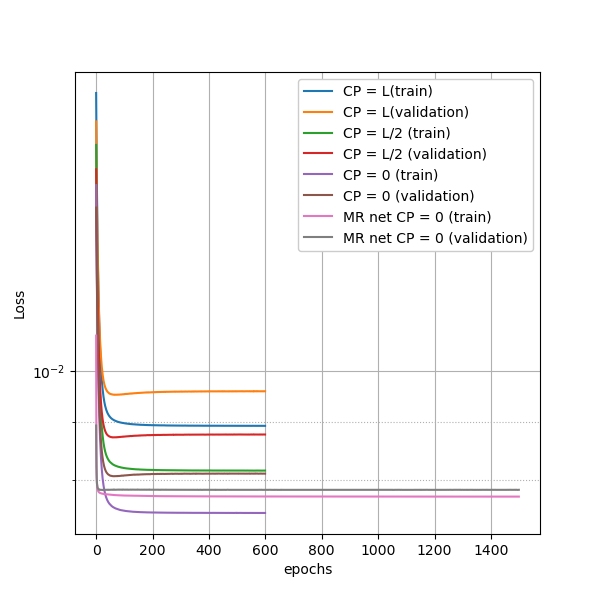 CP = L(train)
CP = L(validation)
CP = L/2 (train)
CP = L/2 (validation)
CP = 0 (train)
CP = 0 (validation)
MR net CP = 0 (train)
MR net CP = 0 (validation)
Loss
10⁻²
0 200 400 600 800 1000 1200 1400
epochs